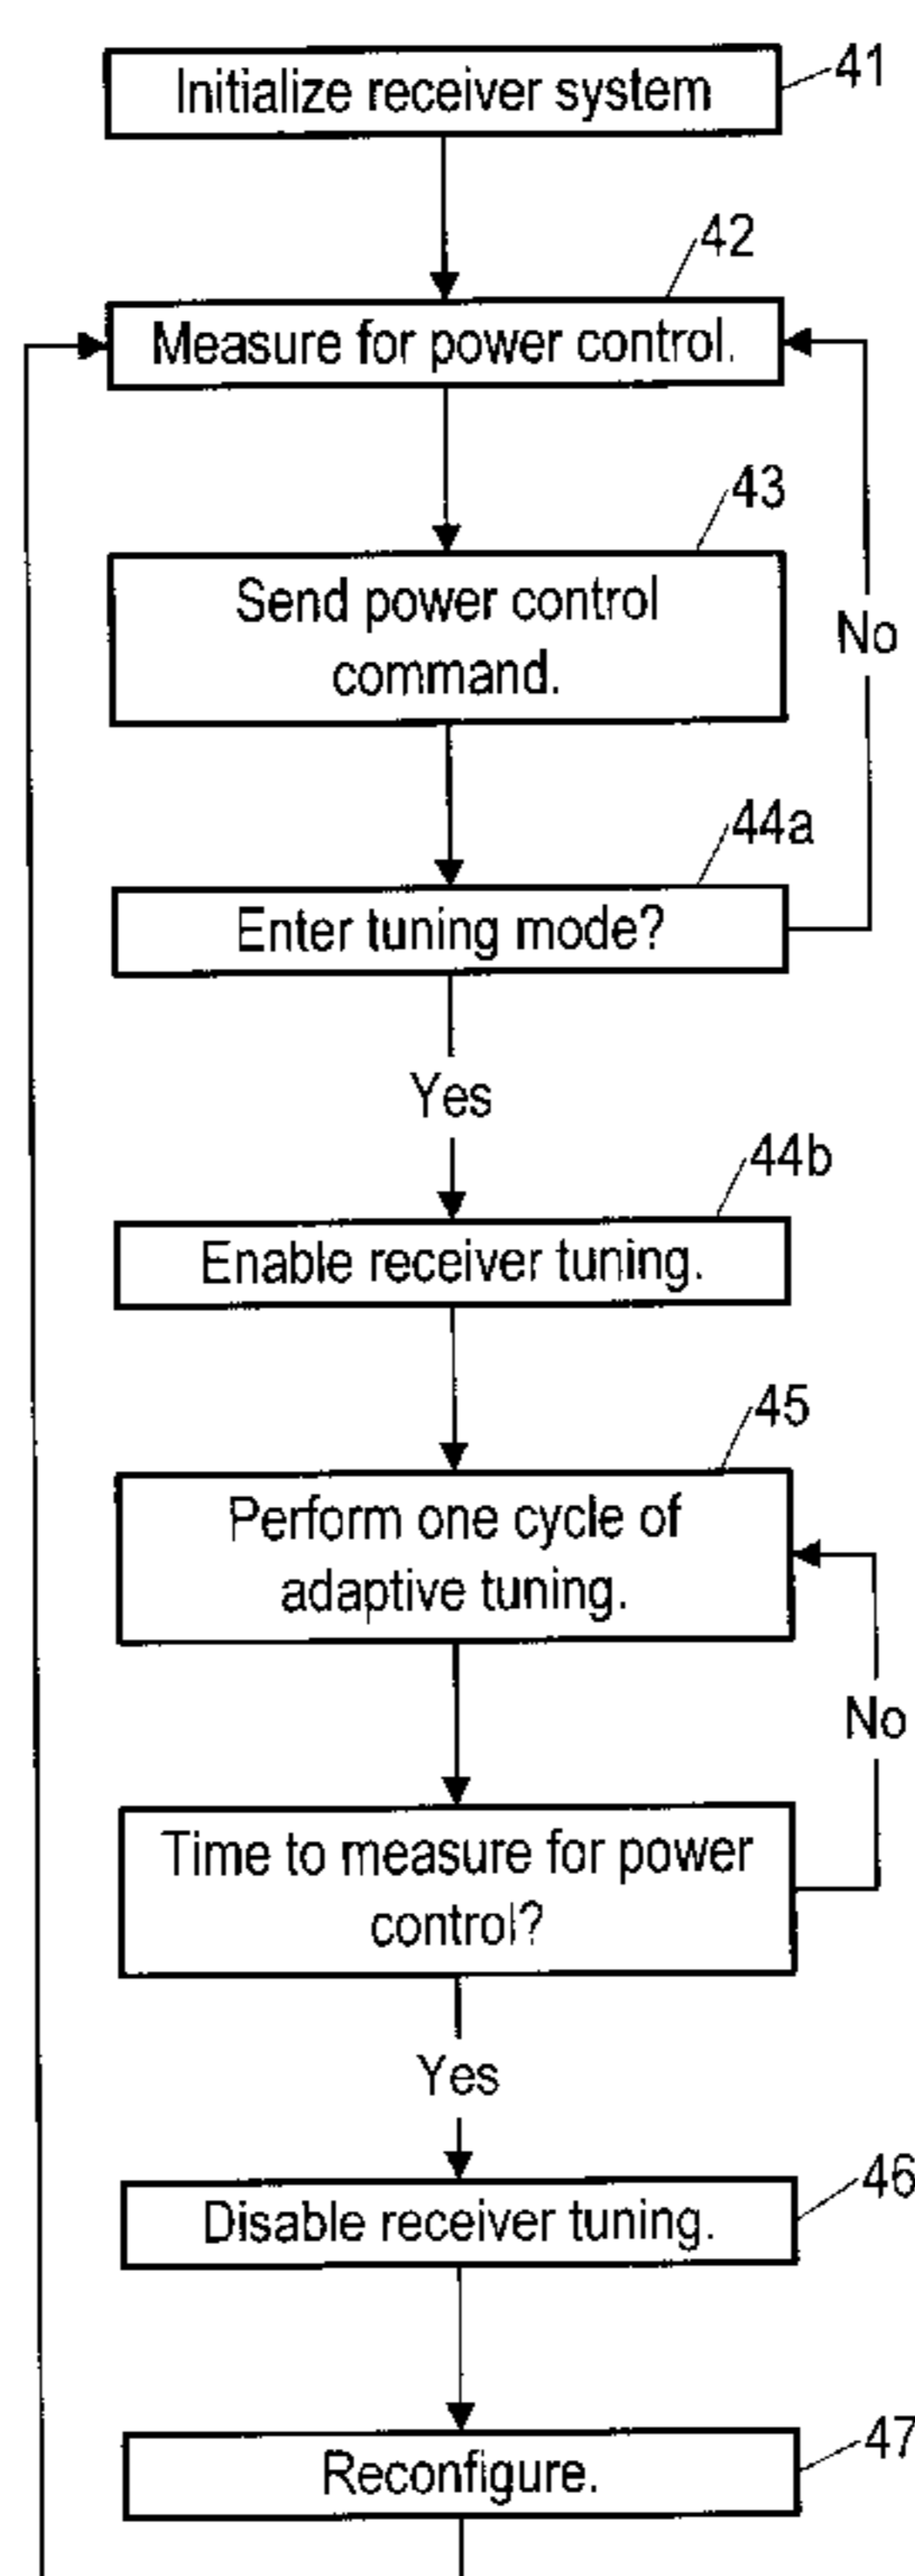 Initialize receiver system
41
42
Measure for power control.
43
Send power control
command.
No
44a
Enter tuning mode?
Yes
44b
Enable receiver tuning.
45
Perform one cycle of
adaptive tuning.
No
Time to measure for power
control?
Yes
46
Disable receiver tuning.
47
Reconfigure.